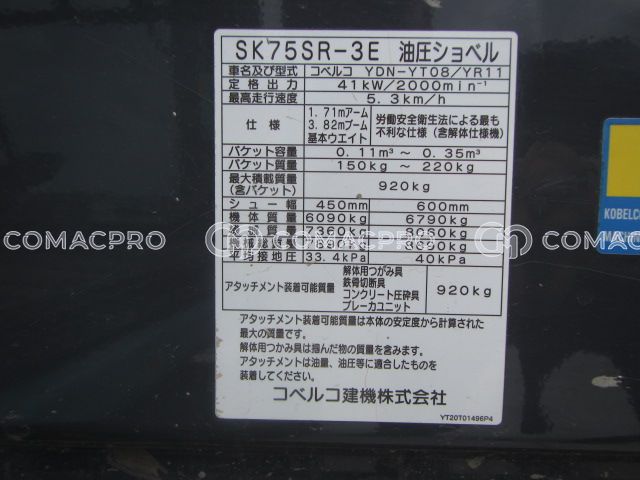 SK75SR-3E 油圧ショベル
車名及び型式 コベルコ YDN-YT08/YR11
定格出力 41kW/2000min⁻¹
最高走行速度 5.3km/h
仕様 1.71mアーム 3.82mブーム 基本ウエイト 労働安全衛生法による最も不利な仕様(含解体仕様機)
バケット容量 0.11m³ ~ 0.35m³
バケット質量 150kg ~ 220kg
最大積載質量(含バケット) 920kg
シュー幅 450mm 600mm
機体質量 6090kg 6790kg
質量
平均接地圧 33.4kPa 40kPa
アタッチメント装着可能質量 解体用つがみ具 鉄骨切断具 コンクリート圧砕具 ブレーカユニット 920kg
アタッチメント装着可能質量は本体の安定度から計算した
最大の質量です。
解体用つかみ具は掴んだ物の質量を含みます。
アタッチメントは油量、油圧等に適合したものを
装着してください。
コベルコ建機株式会社
YT20T01496P4
KOBELCO
COMACPRO COMACPRO COMACPRO